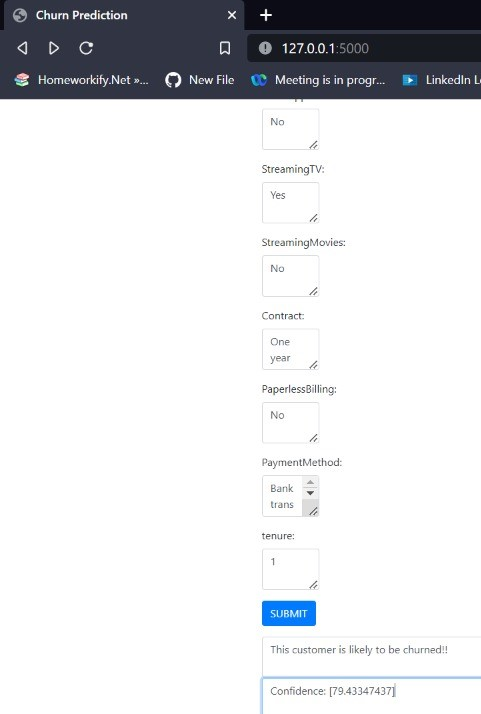 Churn Prediction
127.0.0.1:5000
Homeworkify.Net »... New File Meeting is in progr... LinkedIn L
No
StreamingTV:
Yes
StreamingMovies:
No
Contract:
One
year
PaperlessBilling:
No
PaymentMethod:
Bank
trans
tenure:
1
SUBMIT
This customer is likely to be churned!!
Confidence: [79.43347437]